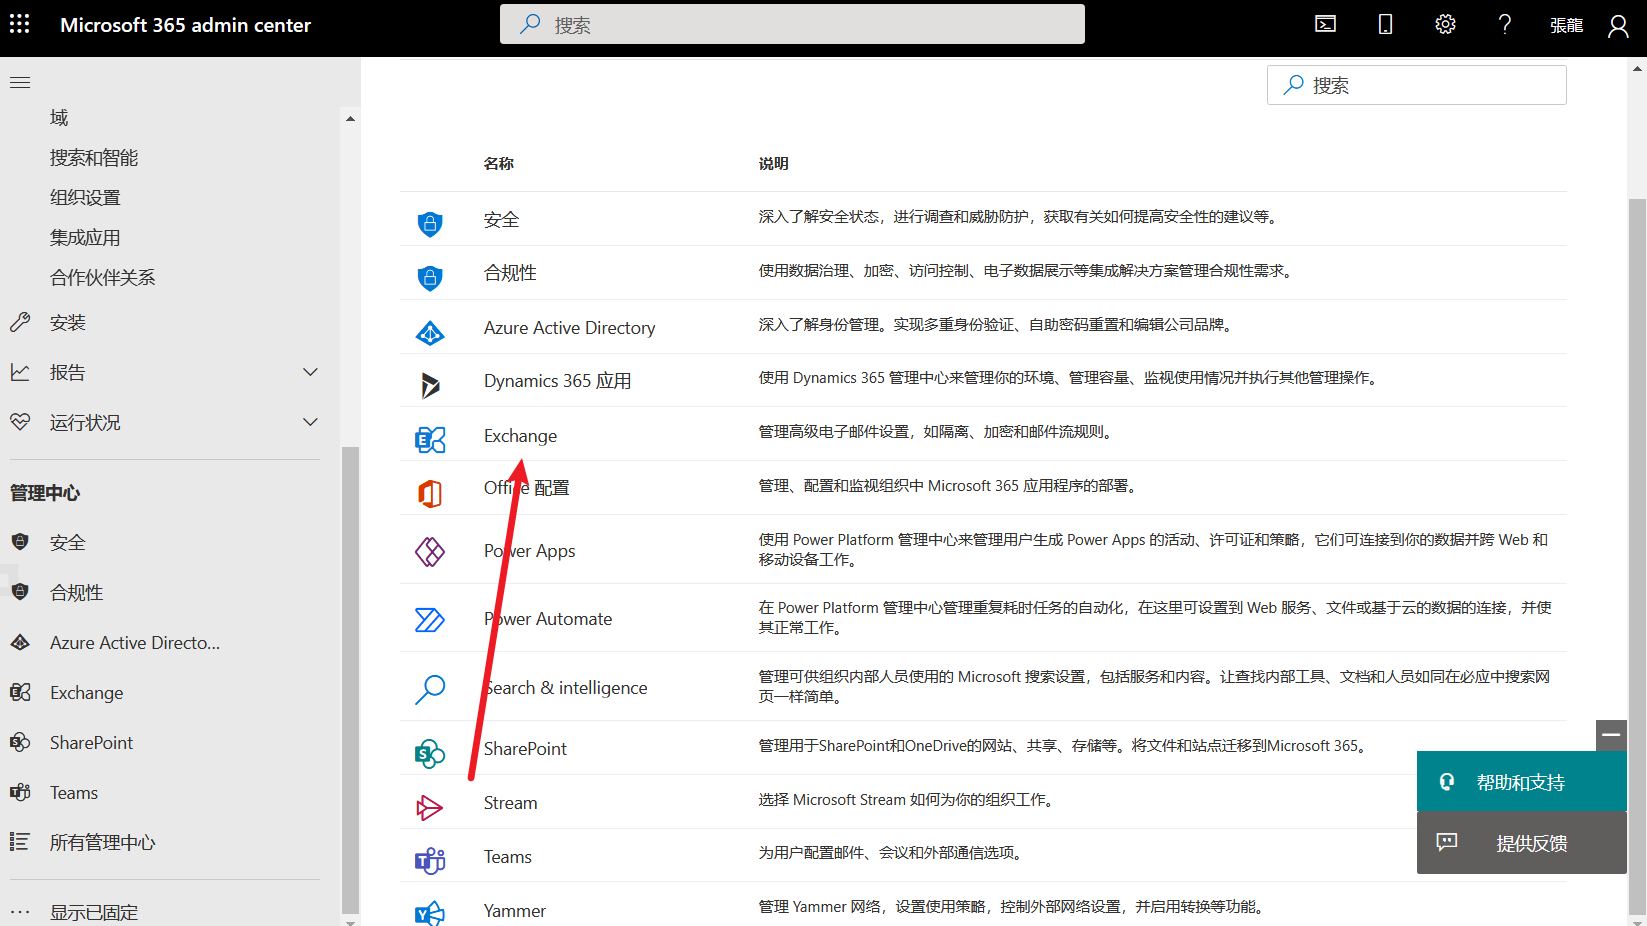 Microsoft 365 admin center
搜索
張龍
搜索
域
搜索和智能
组织设置
集成应用
合作伙伴关系
安装
报告
运行状况
管理中心
安全
合规性
Azure Active Directo...
Exchange
SharePoint
Teams
所有管理中心
显示已固定
名称 说明
安全 深入了解安全状态，进行调查和威胁防护，获取有关如何提高安全性的建议等。
合规性 使用数据治理、加密、访问控制、电子数据展示等集成解决方案管理合规性需求。
Azure Active Directory 深入了解身份管理。实现多重身份验证、自助密码重置和编辑公司品牌。
Dynamics 365 应用 使用 Dynamics 365 管理中心来管理你的环境、管理容量、监视使用情况并执行其他管理操作。
Exchange 管理高级电子邮件设置，如隔离、加密和邮件流规则。
Office 配置 管理、配置和监视组织中 Microsoft 365 应用程序的部署。
Power Apps 使用 Power Platform 管理中心来管理用户生成 Power Apps 的活动、许可证和策略，它们可连接到你的数据并跨 Web 和
移动设备工作。
Power Automate 在 Power Platform 管理中心管理重复耗时任务的自动化，在这里可设置到 Web 服务、文件或基于云的数据的连接，并使
其正常工作。
Search & intelligence 管理可供组织内部人员使用的 Microsoft 搜索设置，包括服务和内容。让查找内部工具、文档和人员如同在必应中搜索网
页一样简单。
SharePoint 管理用于SharePoint和OneDrive的网站、共享、存储等。将文件和站点迁移到Microsoft 365。
Stream 选择 Microsoft Stream 如何为你的组织工作。
Teams 为用户配置邮件、会议和外部通信选项。
Yammer 管理 Yammer 网络，设置使用策略，控制外部网络设置，并启用转换等功能。
帮助和支持
提供反馈